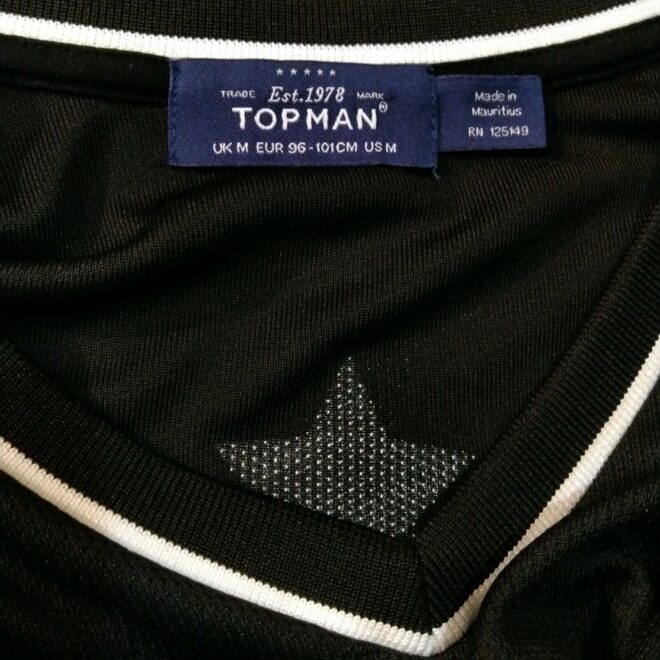 TRADE Est.1978 MARK
TOPMAN®
UK M EUR 96-101CM US M
Made in
Mauritius
RN 125149